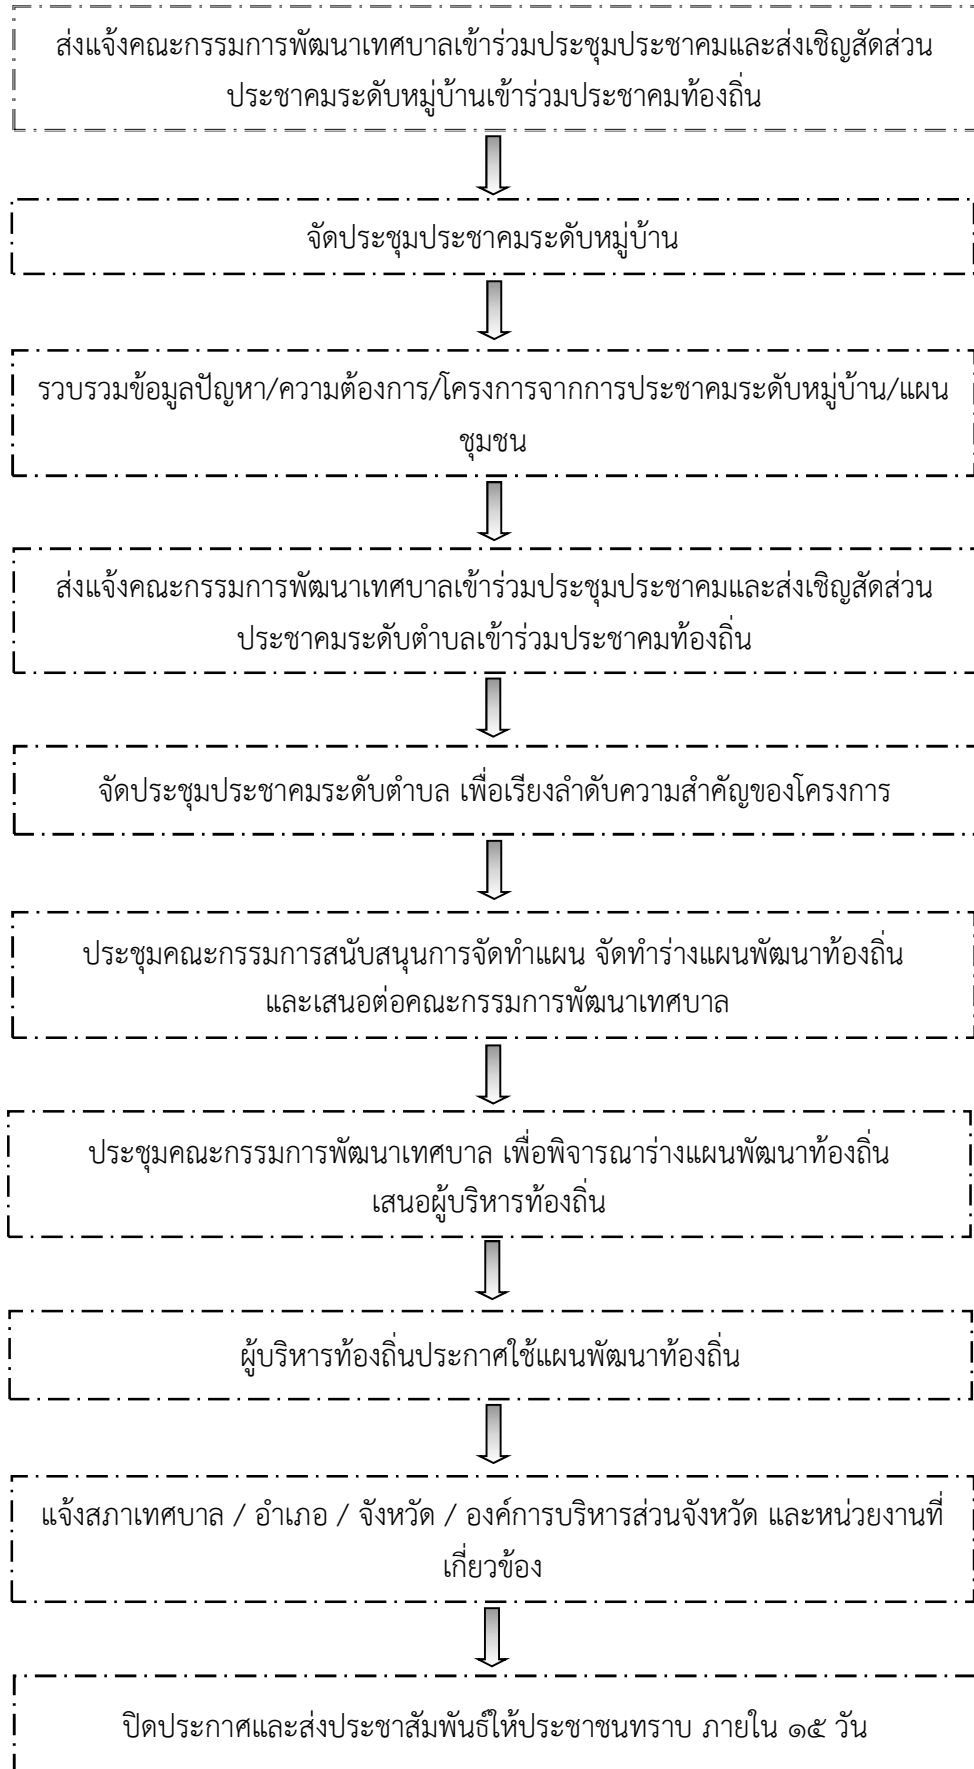 ส่งแจ้งคณะกรรมการพัฒนาเทศบาลเข้าร่วมประชุมประชาคมและส่งเชิญสัดส่วน
ประชาคมระดับหมู่บ้านเข้าร่วมประชาคมท้องถิ่น
จัดประชุมประชาคมระดับหมู่บ้าน
รวบรวมข้อมูลปัญหา/ความต้องการ/โครงการจากการประชาคมระดับหมู่บ้าน/แผน
ชุมชน
ส่งแจ้งคณะกรรมการพัฒนาเทศบาลเข้าร่วมประชุมประชาคมและส่งเชิญสัดส่วน
ประชาคมระดับตำบลเข้าร่วมประชาคมท้องถิ่น
จัดประชุมประชาคมระดับตำบล เพื่อเรียงลำดับความสำคัญของโครงการ
ประชุมคณะกรรมการสนับสนุนการจัดทำแผน จัดทำร่างแผนพัฒนาท้องถิ่น
และเสนอต่อคณะกรรมการพัฒนาเทศบาล
ประชุมคณะกรรมการพัฒนาเทศบาล เพื่อพิจารณาร่างแผนพัฒนาท้องถิ่น
เสนอผู้บริหารท้องถิ่น
ผู้บริหารท้องถิ่นประกาศใช้แผนพัฒนาท้องถิ่น
แจ้งสภาเทศบาล / อำเภอ / จังหวัด / องค์การบริหารส่วนจังหวัด และหน่วยงานที่
เกี่ยวข้อง
ปิดประกาศและส่งประชาสัมพันธ์ให้ประชาชนทราบ ภายใน ๑๕ วัน